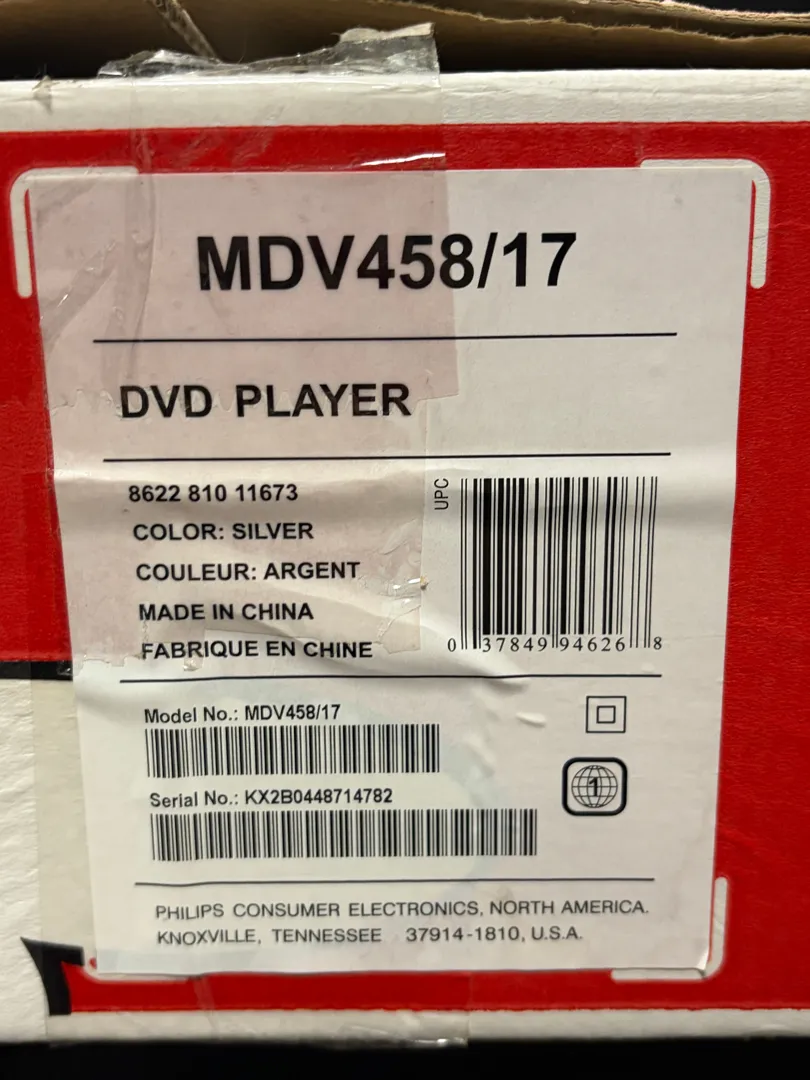 MDV458/17
DVD PLAYER
8622 810 11673
COLOR: SILVER
COULEUR: ARGENT
MADE IN CHINA
FABRIQUE EN CHINE
UPC
0 37849 94626 8
Model No.: MDV458/17
Serial No.: KX2B0448714782
1
PHILIPS CONSUMER ELECTRONICS, NORTH AMERICA.
KNOXVILLE, TENNESSEE 37914-1810, U.S.A.